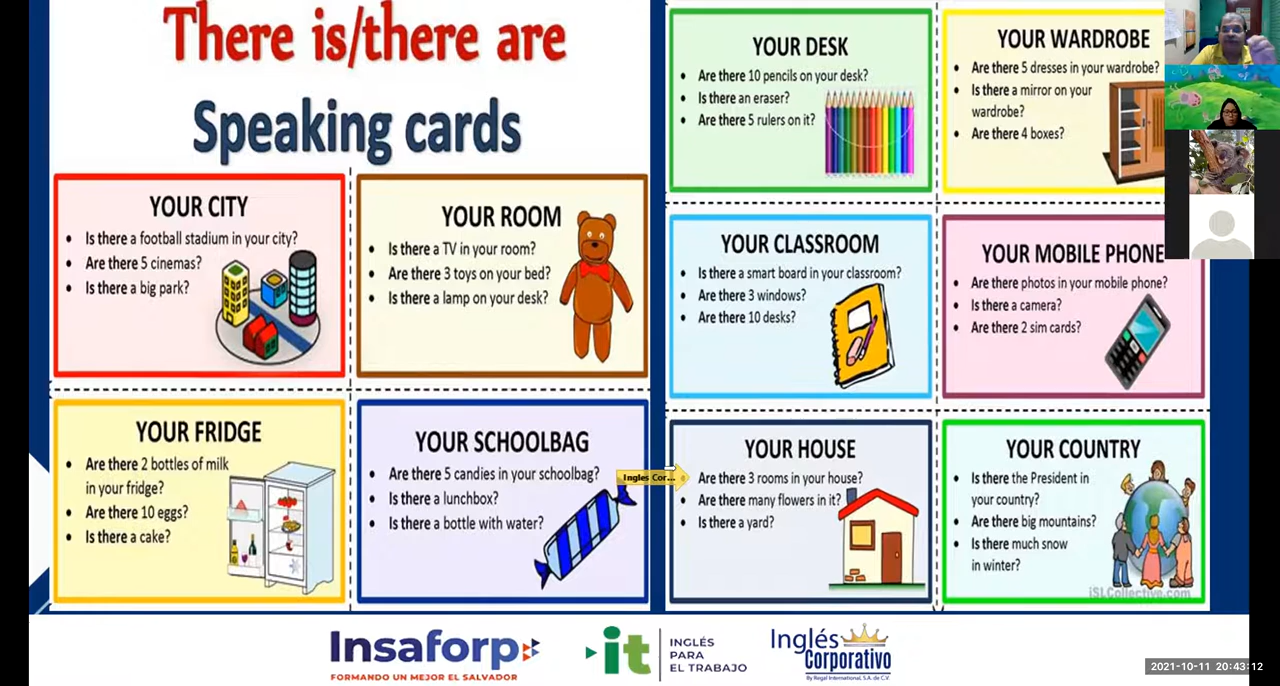 There is/there are
Speaking cards
YOUR CITY
• Is there a football stadium in your city?
• Are there 5 cinemas?
• Is there a big park?
YOUR ROOM
• Is there a TV in your room?
• Are there 3 toys on your bed?
• Is there a lamp on your desk?
YOUR FRIDGE
• Are there 2 bottles of milk
in your fridge?
• Are there 10 eggs?
• Is there a cake?
YOUR SCHOOLBAG
• Are there 5 candies in your schoolbag?
• Is there a lunchbox?
• Is there a bottle with water?
YOUR DESK
• Are there 10 pencils on your desk?
• Is there an eraser?
• Are there 5 rulers on it?
YOUR WARDROBE
• Are there 5 dresses in your wardrobe?
• Is there a mirror on your
wardrobe?
• Are there 4 boxes?
YOUR CLASSROOM
• Is there a smart board in your classroom?
• Are there 3 windows?
• Are there 10 desks?
YOUR MOBILE PHONE
• Are there photos in your mobile phone?
• Is there a camera?
• Are there 2 sim cards?
Ingles Cor...
YOUR HOUSE
• Are there 3 rooms in your house?
• Are there many flowers in it?
• Is there a yard?
YOUR COUNTRY
• Is there the President in
your country?
• Are there big mountains?
• Is there much snow
in winter?
iSLCollective.com
Insaforp
FORMANDO UN MEJOR EL SALVADOR
it
INGLÉS
PARA
EL TRABAJO
Inglés
Corporativo
By Regal International, S.A. de C.V.
2021-10-11 20:43:12